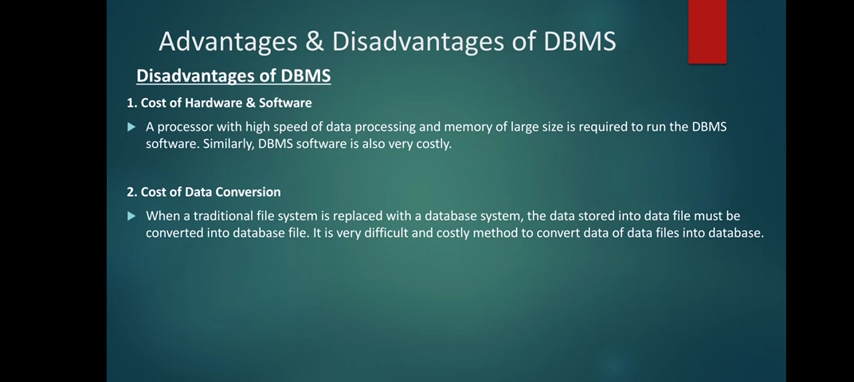 Advantages & Disadvantages of DBMS
Disadvantages of DBMS
1. Cost of Hardware & Software
A processor with high speed of data processing and memory of large size is required to run the DBMS
software. Similarly, DBMS software is also very costly.
2. Cost of Data Conversion
When a traditional file system is replaced with a database system, the data stored into data file must be
converted into database file. It is very difficult and costly method to convert data of data files into database.